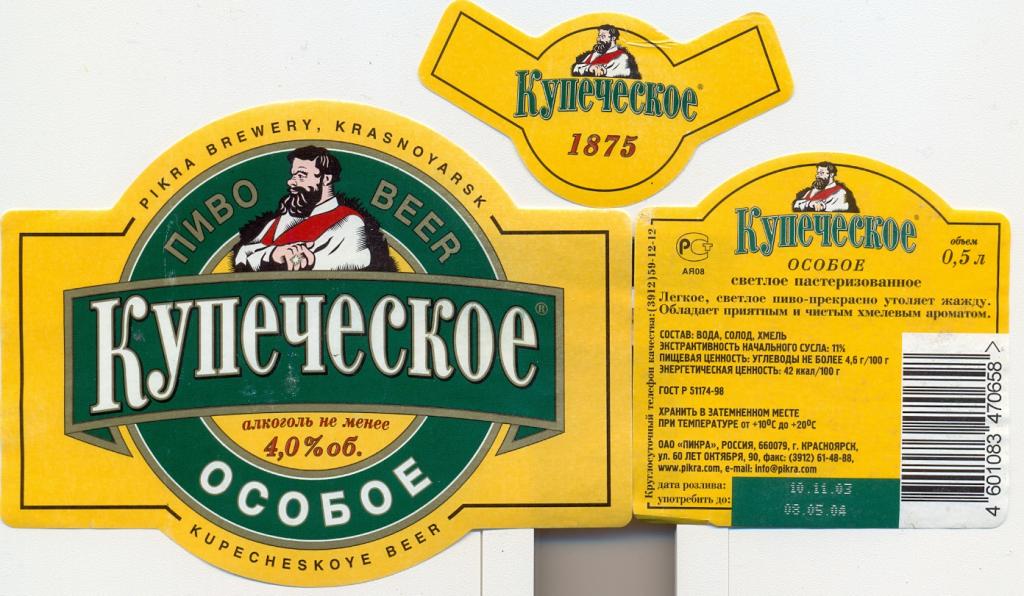 Купеческое®
1875
PIKRA BREWERY, KRASNOYARSK
ПИВО BEER
Купеческое®
алкоголь не менее
4,0% об.
ОСОБОЕ
KUPECHESKOYE BEER
Круглосуточный телефон качества: (3912) 59-12-12
РСТ
АЯ08
Купеческое®
объем
0,5 л
ОСОБОЕ
светлое пастеризованное
Легкое, светлое пиво-прекрасно утоляет жажду.
Обладает приятным и чистым хмелевым ароматом.
СОСТАВ: ВОДА, СОЛОД, ХМЕЛЬ
ЭКСТРАКТИВНОСТЬ НАЧАЛЬНОГО СУСЛА: 11%
ПИЩЕВАЯ ЦЕННОСТЬ: УГЛЕВОДЫ НЕ БОЛЕЕ 4,6 г/100 г
ЭНЕРГЕТИЧЕСКАЯ ЦЕННОСТЬ: 42 ккал/100 г
ГОСТ Р 51174-98
ХРАНИТЬ В ЗАТЕМНЕННОМ МЕСТЕ
ПРИ ТЕМПЕРАТУРЕ от +10°С до +20°С
ОАО «ПИКРА», РОССИЯ, 660079, г. КРАСНОЯРСК,
ул. 60 ЛЕТ ОКТЯБРЯ, 90, факс: (3912) 61-48-88,
www.pikra.com, e-mail: info@pikra.com
дата розлива: 10.11.03
употребить до: 08.05.04
4 601083 470658 >